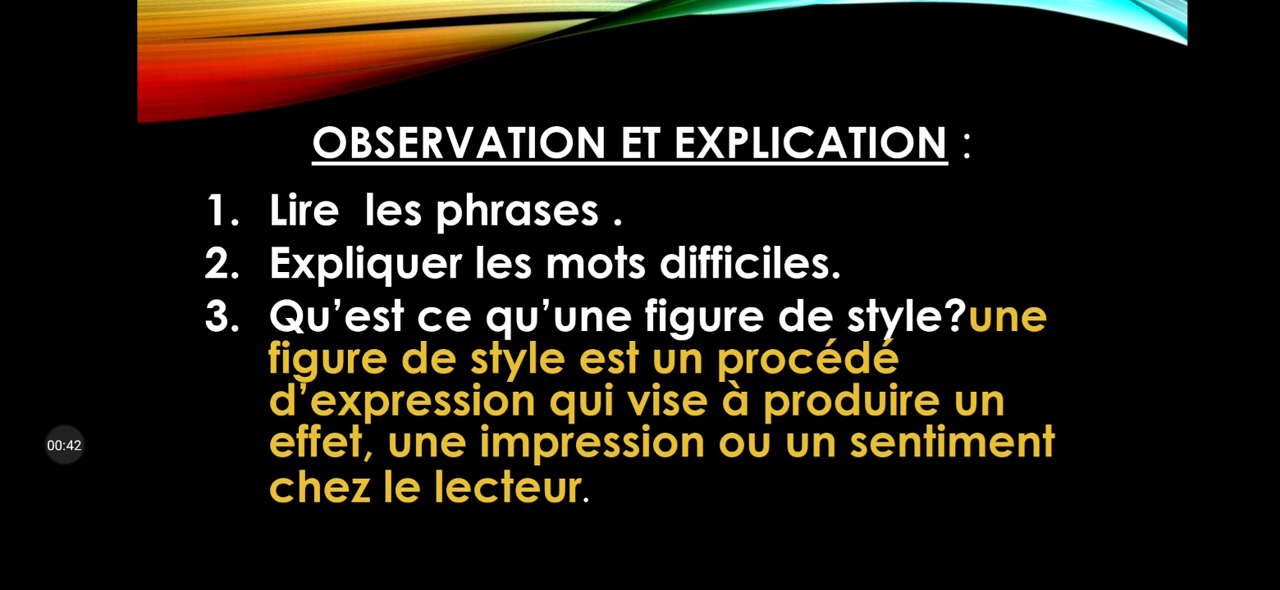 OBSERVATION ET EXPLICATION :
1. Lire les phrases .
2. Expliquer les mots difficiles.
3. Qu’est ce qu’une figure de style?une
figure de style est un procédé
d’expression qui vise à produire un
effet, une impression ou un sentiment
00:42
chez le lecteur.